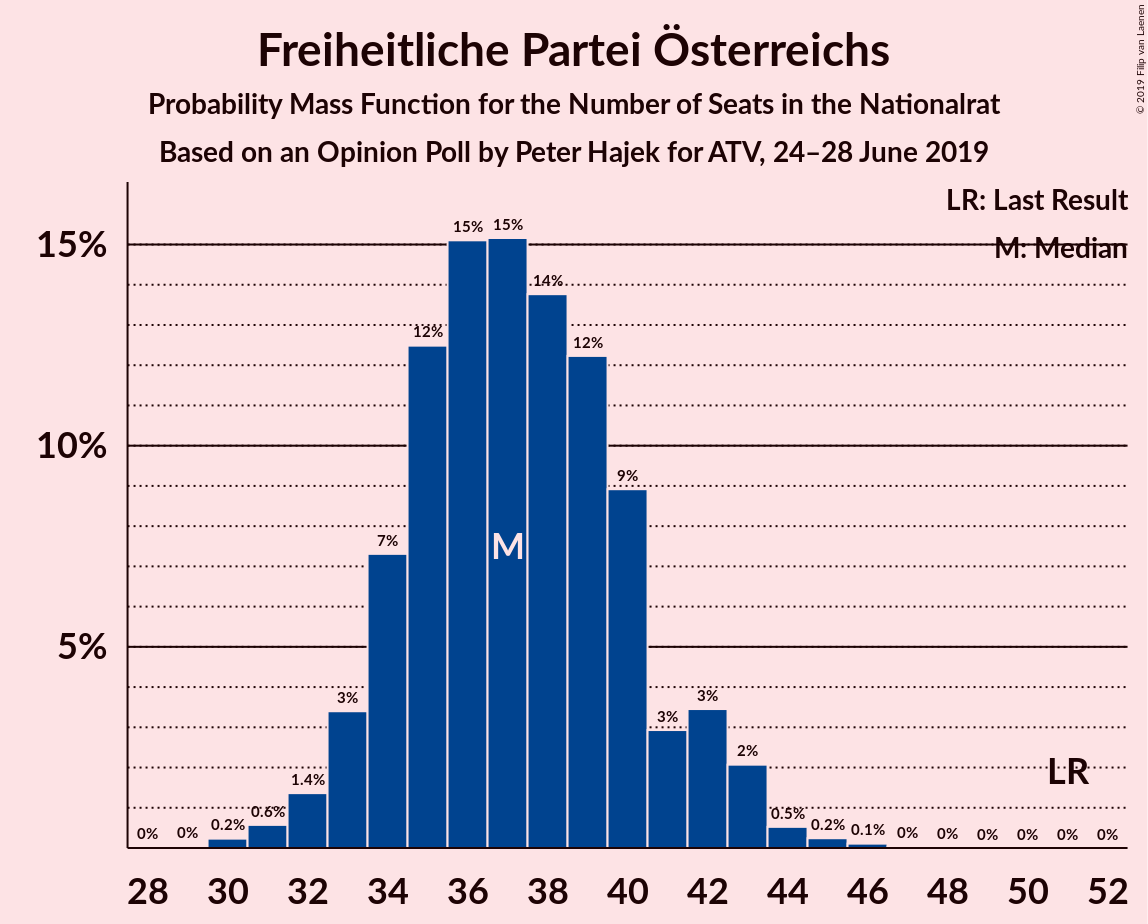 Freiheitliche Partei Österreichs
Probability Mass Function for the Number of Seats in the Nationalrat
Based on an Opinion Poll by Peter Hajek for ATV, 24–28 June 2019
© 2019 Filip van Laenen
LR: Last Result
M: Median
15%
10%
5%
0% 0% 0.2% 0.6% 1.4% 3% 7% 12% 15% 15% 14% 12% 9% 3% 3% 2% 0.5% 0.2% 0.1% 0% 0% 0% 0% 0% 0%
M
LR
28 30 32 34 36 38 40 42 44 46 48 50 52